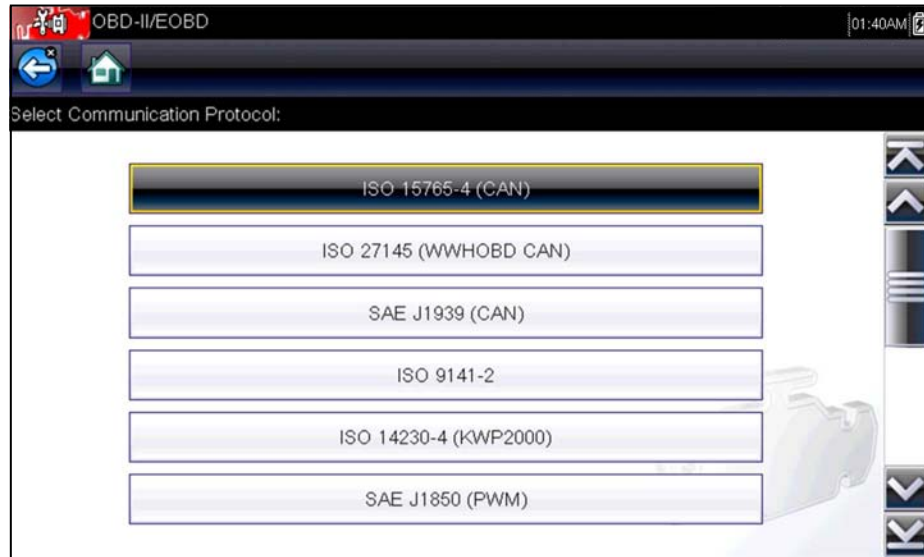 OBD-II/EOBD
01:40AM
Select Communication Protocol:
ISO 15765-4 (CAN)
ISO 27145 (WWHOBD CAN)
SAE J1939 (CAN)
ISO 9141-2
ISO 14230-4 (KWP2000)
SAE J1850 (PWM)